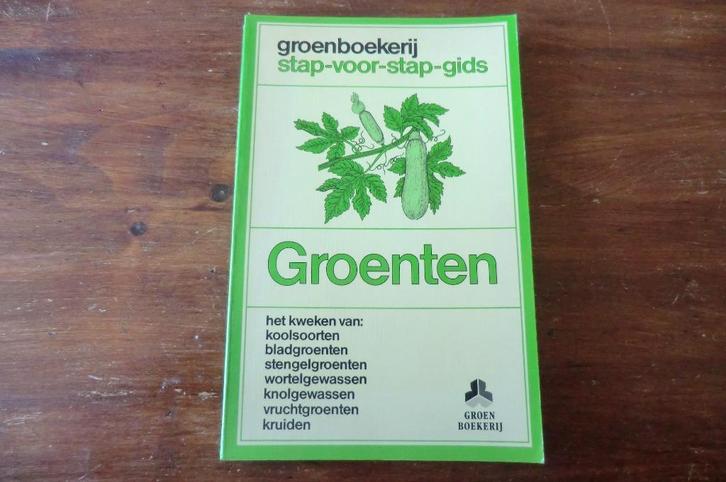 groenboekerij
stap-voor-stap-gids
Groenten
het kweken van:
koolsoorten
bladgroenten
stengelgroenten
wortelgewassen
knolgewassen
vruchtgroenten
kruiden
GROEN
BOEKERIJ